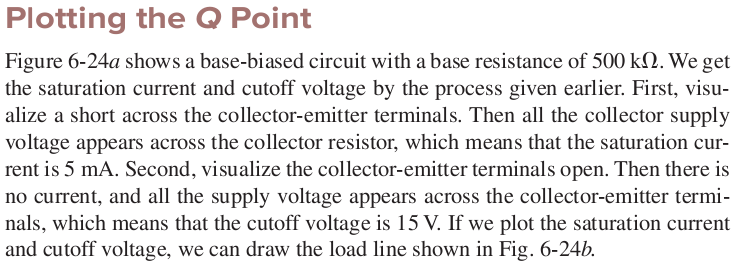 Plotting the Q Point
Figure 6-24a shows a base-biased circuit with a base resistance of 500 kΩ. We get
the saturation current and cutoff voltage by the process given earlier. First, visu-
alize a short across the collector-emitter terminals. Then all the collector supply
voltage appears across the collector resistor, which means that the saturation cur-
rent is 5 mA. Second, visualize the collector-emitter terminals open. Then there is
no current, and all the supply voltage appears across the collector-emitter termi-
nals, which means that the cutoff voltage is 15 V. If we plot the saturation current
and cutoff voltage, we can draw the load line shown in Fig. 6-24b.